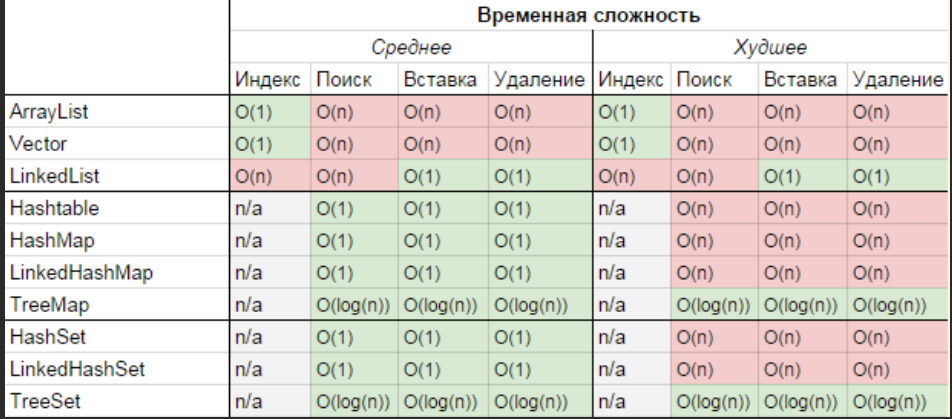 Временная сложность
Среднее Худшее
Индекс Поиск Вставка Удаление Индекс Поиск Вставка Удаление
ArrayList O(1) O(n) O(n) O(n) O(1) O(n) O(n) O(n)
Vector O(1) O(n) O(n) O(n) O(1) O(n) O(n) O(n)
LinkedList O(n) O(n) O(1) O(1) O(n) O(n) O(1) O(1)
Hashtable n/a O(1) O(1) O(1) n/a O(n) O(n) O(n)
HashMap n/a O(1) O(1) O(1) n/a O(n) O(n) O(n)
LinkedHashMap n/a O(1) O(1) O(1) n/a O(n) O(n) O(n)
TreeMap n/a O(log(n)) O(log(n)) O(log(n)) n/a O(log(n)) O(log(n)) O(log(n))
HashSet n/a O(1) O(1) O(1) n/a O(n) O(n) O(n)
LinkedHashSet n/a O(1) O(1) O(1) n/a O(n) O(n) O(n)
TreeSet n/a O(log(n)) O(log(n)) O(log(n)) n/a O(log(n)) O(log(n)) O(log(n))